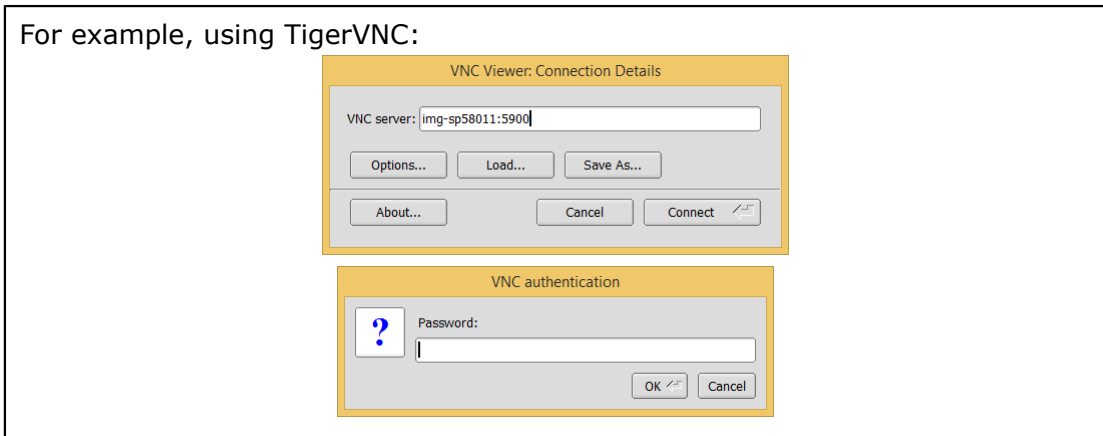 For example, using TigerVNC:
VNC Viewer: Connection Details
VNC server: img-sp58011:5900
Options... Load... Save As...
About... Cancel Connect
VNC authentication
?
Password:
OK Cancel